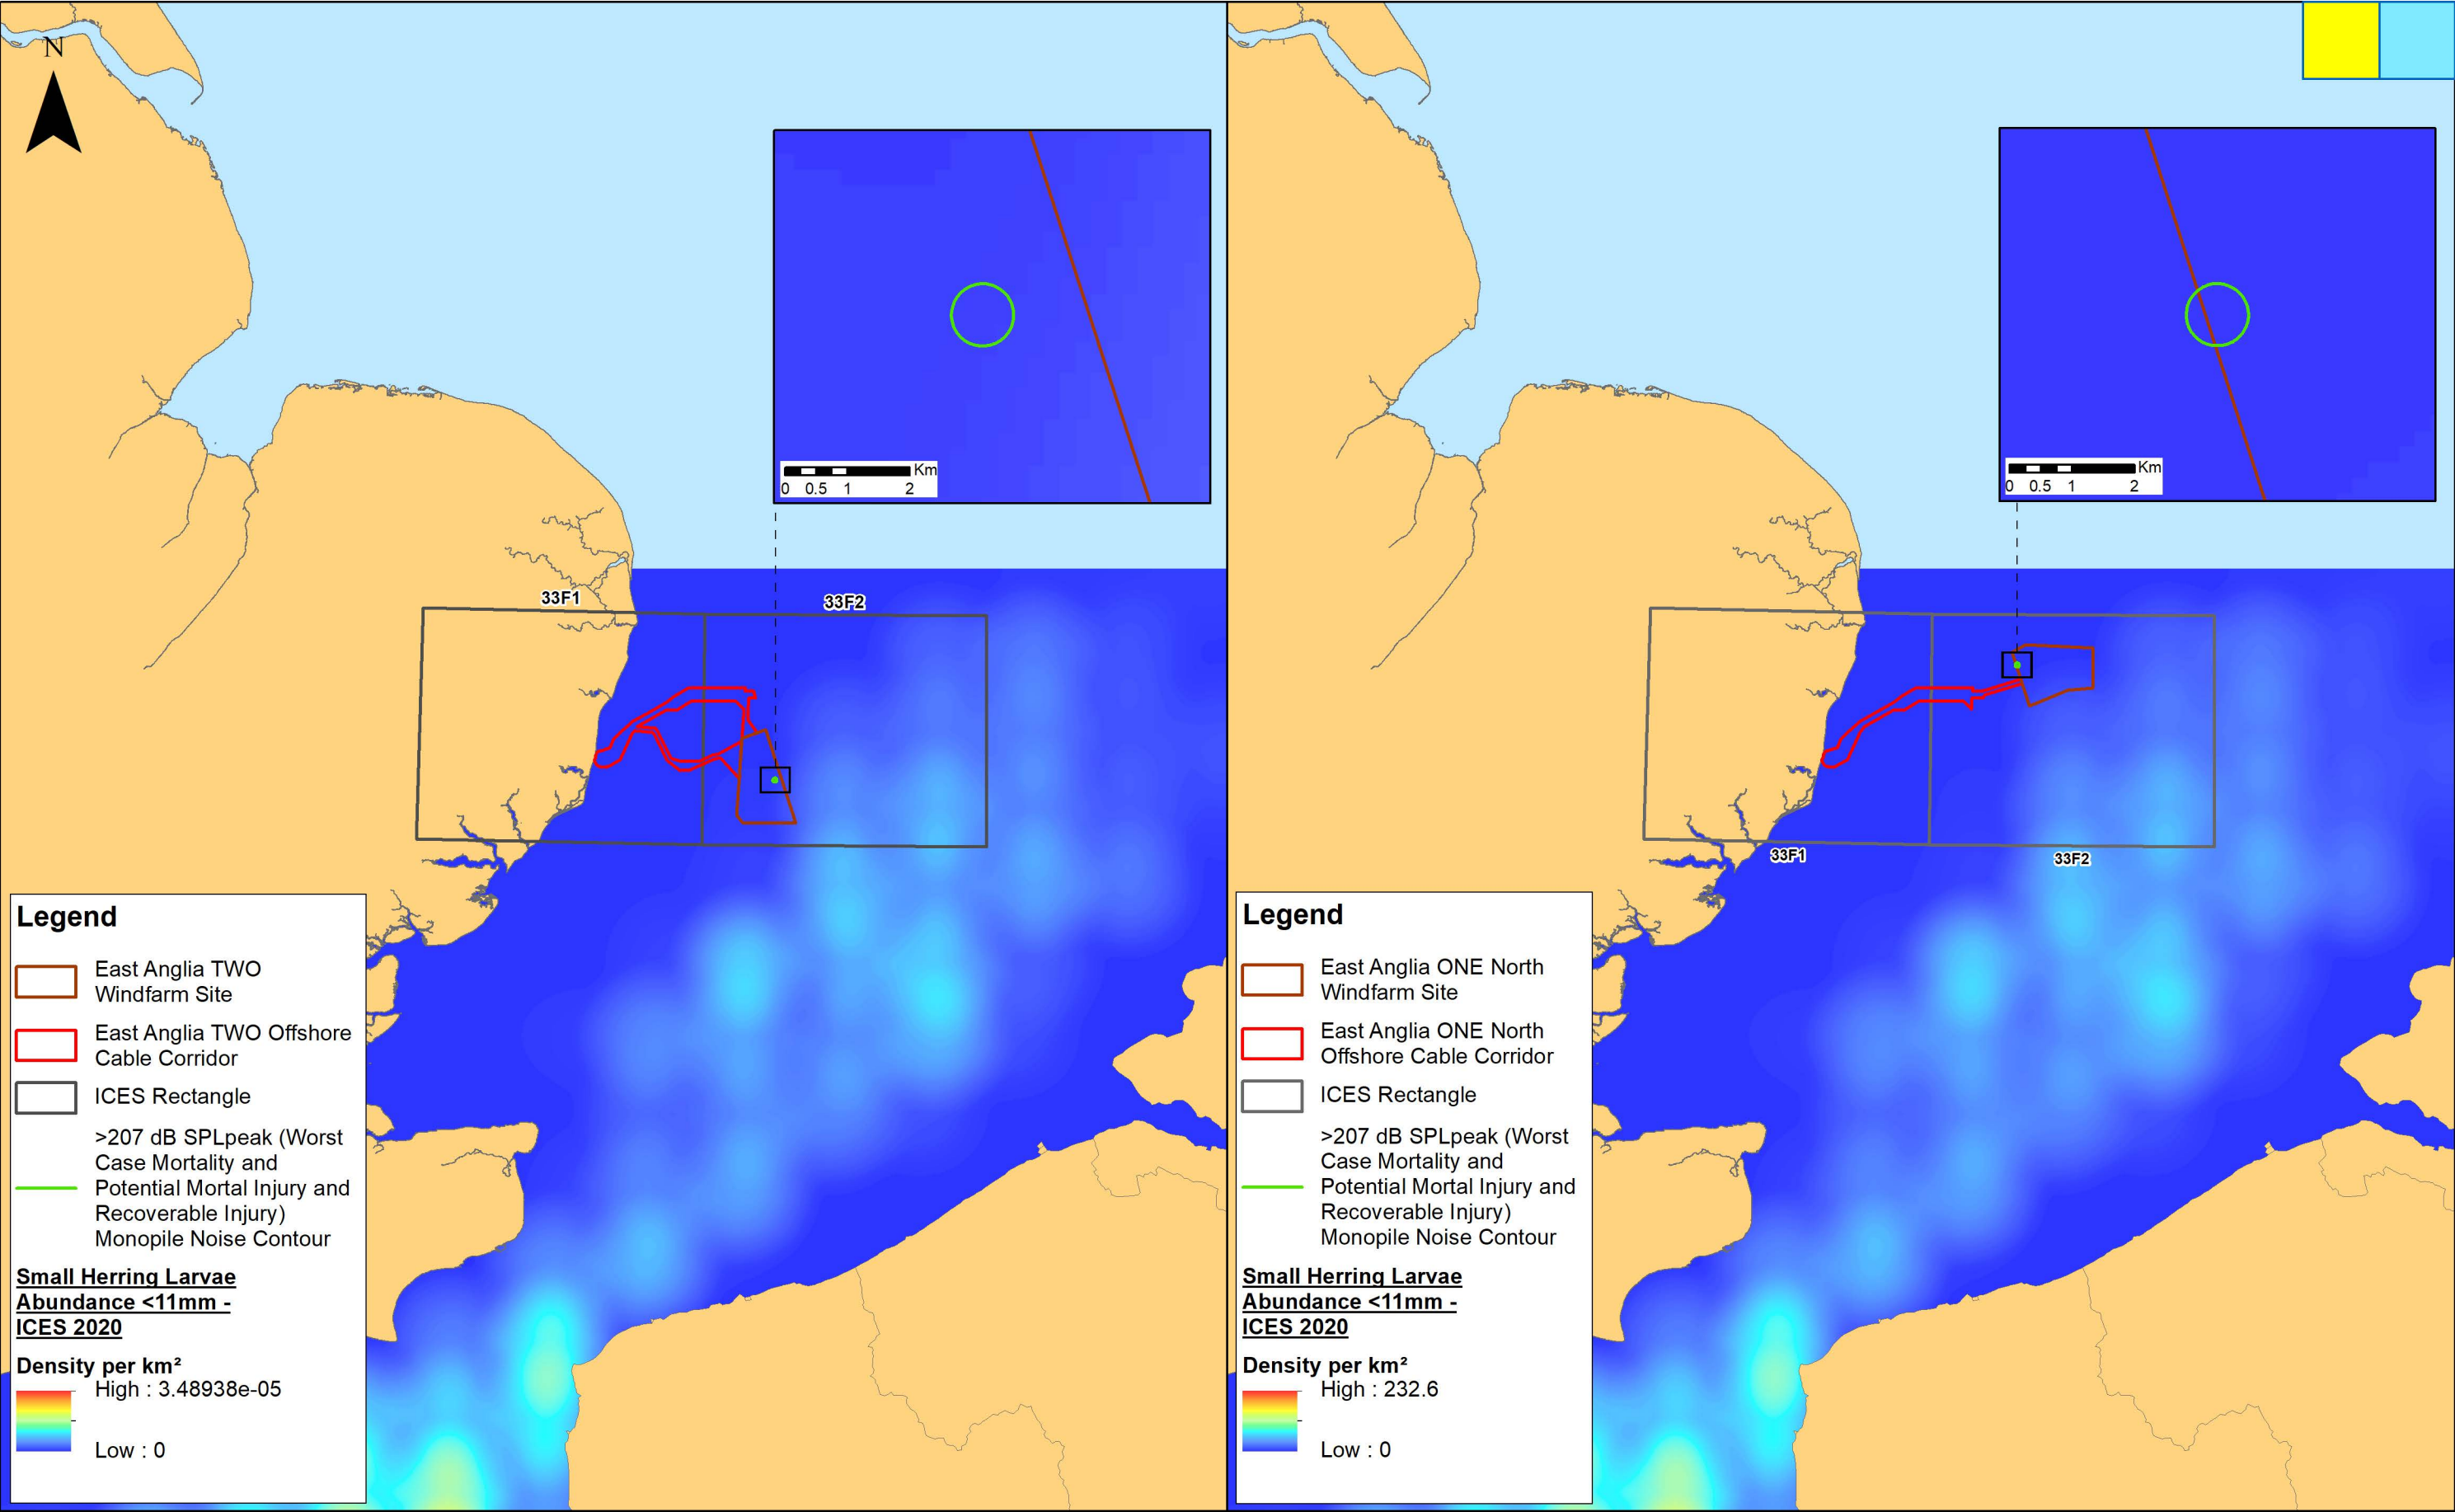 N
Km
0 0.5 1 2
33F1
33F2
Legend
East Anglia TWO
Windfarm Site
East Anglia TWO Offshore
Cable Corridor
ICES Rectangle
>207 dB SPLpeak (Worst
Case Mortality and
Potential Mortal Injury and
Recoverable Injury)
Monopile Noise Contour
Small Herring Larvae
Abundance <11mm -
ICES 2020
Density per km²
High : 3.48938e-05
Low : 0
Km
0 0.5 1 2
33F1
33F2
Legend
East Anglia ONE North
Windfarm Site
East Anglia ONE North
Offshore Cable Corridor
ICES Rectangle
>207 dB SPLpeak (Worst
Case Mortality and
Potential Mortal Injury and
Recoverable Injury)
Monopile Noise Contour
Small Herring Larvae
Abundance <11mm -
ICES 2020
Density per km²
High : 232.6
Low : 0